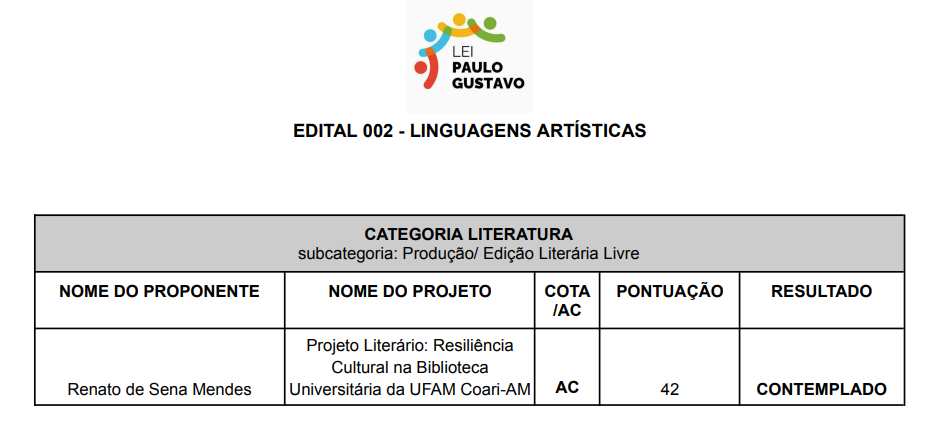 LEI
PAULO
GUSTAVO
EDITAL 002 - LINGUAGENS ARTÍSTICAS
CATEGORIA LITERATURA
subcategoria: Produção/ Edição Literária Livre
NOME DO PROPONENTE
NOME DO PROJETO
COTA
/AC
PONTUAÇÃO
RESULTADO
Renato de Sena Mendes
Projeto Literário: Resiliência
Cultural na Biblioteca
Universitária da UFAM Coari-AM
AC
42
CONTEMPLADO